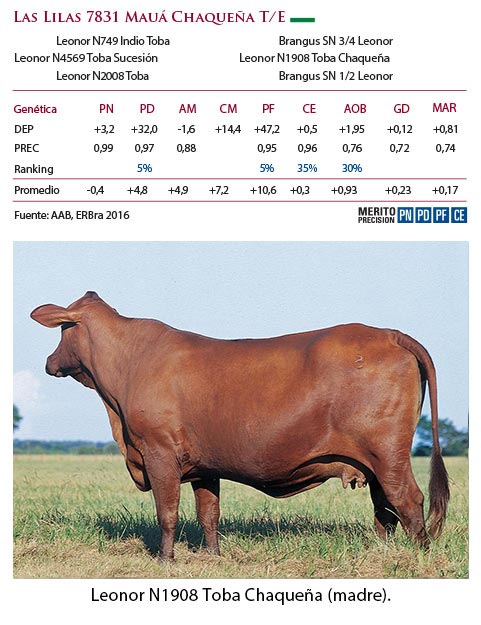 Las Lilas 7831 Mauá Chaqueña T/E
Leonor N749 Indio Toba Brangus SN 3/4 Leonor
Leonor N4569 Toba Sucesión Leonor N1908 Toba Chaqueña
Leonor N2008 Toba Brangus SN 1/2 Leonor
Genética PN PD AM CM PF CE AOB GD MAR
DEP +3,2 +32,0 -1,6 +14,4 +47,2 +0,5 +1,95 +0,12 +0,81
PREC 0,99 0,97 0,88 0,95 0,96 0,76 0,72 0,74
Ranking 5% 5% 35% 30%
Promedio -0,4 +4,8 +4,9 +7,2 +10,6 +0,3 +0,93 +0,23 +0,17
Fuente: AAB, ERBra 2016
MERITO PN PD PF CE
PRECISION
Leonor N1908 Toba Chaqueña (madre).